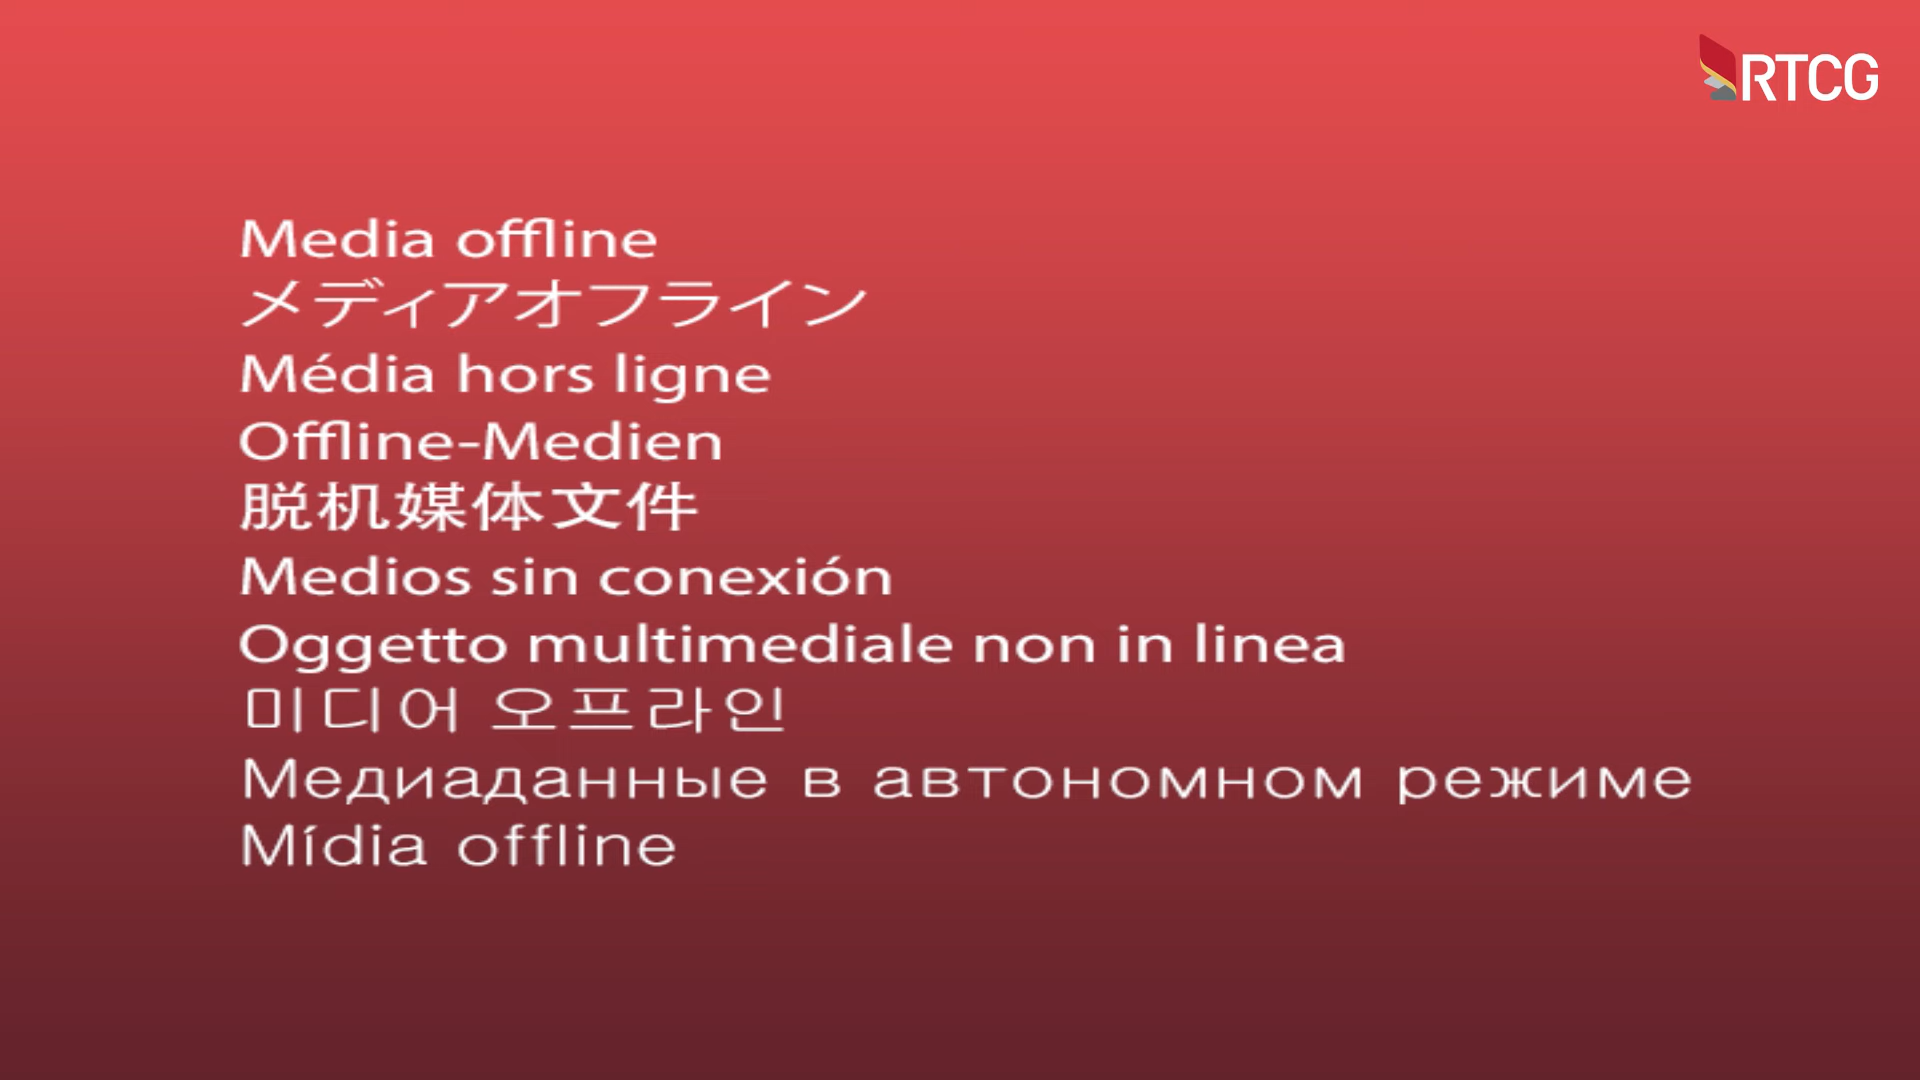 RTCG
Media offline
メディアオフライン
Média hors ligne
Offline-Medien
脱机媒体文件
Medios sin conexión
Oggetto multimediale non in linea
미디어 오프라인
Медиаданные в автономном режиме
Mídia offline